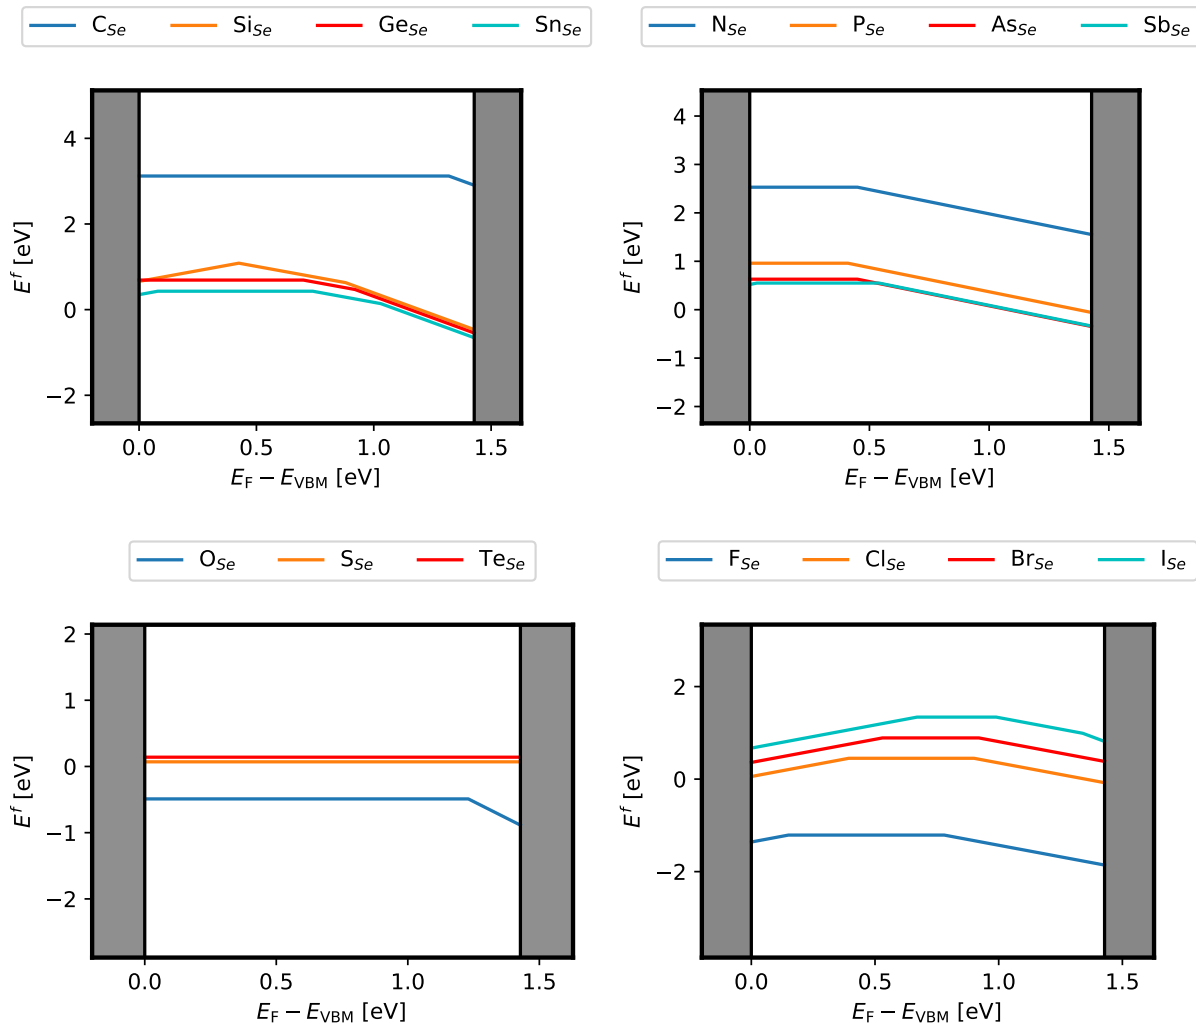 C_Se Si_Se Ge_Se Sn_Se
4
2
0
−2
E^f [eV]
0.0 0.5 1.0 1.5
E_F − E_VBM [eV]
N_Se P_Se As_Se Sb_Se
4
3
2
1
0
−1
−2
E^f [eV]
0.0 0.5 1.0 1.5
E_F − E_VBM [eV]
O_Se S_Se Te_Se
2
1
0
−1
−2
E^f [eV]
0.0 0.5 1.0 1.5
E_F − E_VBM [eV]
F_Se Cl_Se Br_Se I_Se
2
0
−2
E^f [eV]
0.0 0.5 1.0 1.5
E_F − E_VBM [eV]